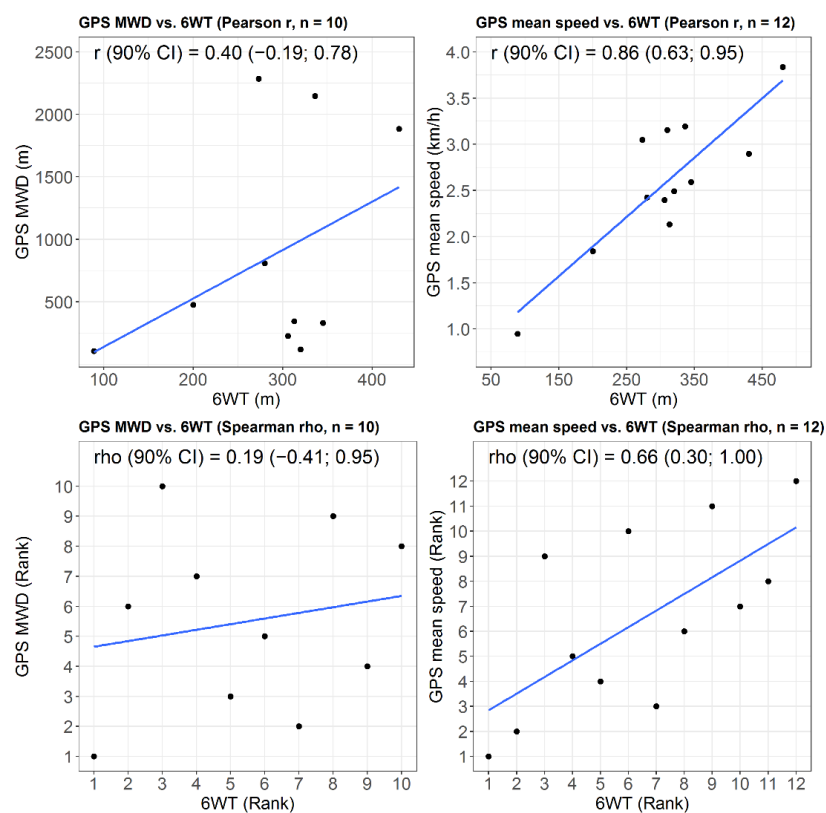 GPS MWD vs. 6WT (Pearson r, n = 10)
r (90% CI) = 0.40 (−0.19; 0.78)
GPS MWD (m)
2500
2000
1500
1000
500
100
200
300
400
6WT (m)
GPS mean speed vs. 6WT (Pearson r, n = 12)
r (90% CI) = 0.86 (0.63; 0.95)
GPS mean speed (km/h)
4.0
3.5
3.0
2.5
2.0
1.5
1.0
50
150
250
350
450
6WT (m)
GPS MWD vs. 6WT (Spearman rho, n = 10)
rho (90% CI) = 0.19 (−0.41; 0.95)
GPS MWD (Rank)
10
9
8
7
6
5
4
3
2
1
1 2 3 4 5 6 7 8 9 10
6WT (Rank)
GPS mean speed vs. 6WT (Spearman rho, n = 12)
rho (90% CI) = 0.66 (0.30; 1.00)
GPS mean speed (Rank)
12
11
10
9
8
7
6
5
4
3
2
1
1 2 3 4 5 6 7 8 9 10 11 12
6WT (Rank)